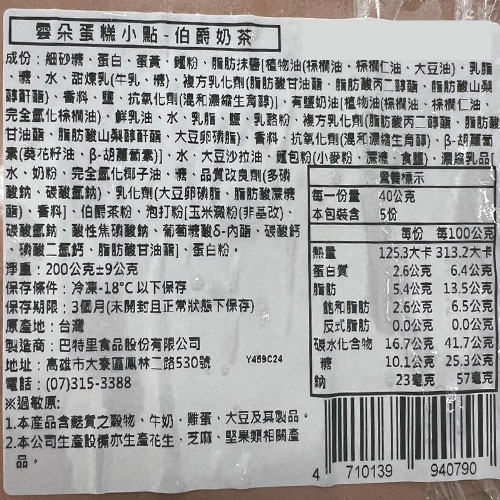 雲朵蛋糕小點-伯爵奶茶
成份：細砂糖、蛋白、蛋黃、麵粉、脂肪抹醬[植物油(棕櫚油、棕櫚仁油、大豆油)、乳脂
、糖、水、甜煉乳(牛乳、糖)、複方乳化劑(脂肪酸甘油酯、脂肪酸丙二醇酯、脂肪酸山梨
醇酐酯)、香料、鹽、抗氧化劑(混和濃縮生育醇)]、有鹽奶油[植物油(棕櫚油、棕櫚仁油、
完全氫化棕櫚油)、鮮乳油、水、乳脂、鹽、乳酪粉、複方乳化劑(脂肪酸丙二醇酯、脂肪酸
甘油酯、脂肪酸山梨醇酐酯、大豆卵磷脂)、香料、抗氧化劑(混和濃縮生育醇)、β-胡蘿蔔
素(葵花籽油、β-胡蘿蔔素)]、水、大豆沙拉油、麵包粉(小麥粉、蔗糖、食鹽)、濃縮乳品[
水、奶粉、完全氫化椰子油、糖、品質改良劑(多磷
酸鈉、碳酸氫鈉)、乳化劑(大豆卵磷脂、脂肪酸蔗糖
酯)、香料]、伯爵茶粉、泡打粉[玉米澱粉(非基改)、
碳酸氫鈉、酸性焦磷酸鈉、葡萄糖酸δ-內酯、碳酸鈣
、磷酸二氫鈣、脂肪酸甘油酯]、蛋白粉。
淨重：200公克±9公克
保存條件：冷凍-18℃以下保存
保存期限：3個月(未開封且正常狀態下保存)
原產地：台灣
製造商：巴特里食品股份有限公司
地址：高雄市大寮區鳳林二路530號
電話：(07)315-3388
Y459C24
※過敏原:
1.本產品含麩質之穀物、牛奶、雞蛋、大豆及其製品。
2.本公司生產設備亦生產花生、芝麻、堅果類相關產
品。
營養標示
每一份量 40公克
本包裝含 5份
每份 每100公克
熱量 125.3大卡 313.2大卡
蛋白質 2.6公克 6.4公克
脂肪 5.4公克 13.5公克
飽和脂肪 2.6公克 6.5公克
反式脂肪 0.0公克 0.0公克
碳水化合物 16.7公克 41.7公克
糖 10.1公克 25.3公克
鈉 23毫克 57毫克
4 710139 940790